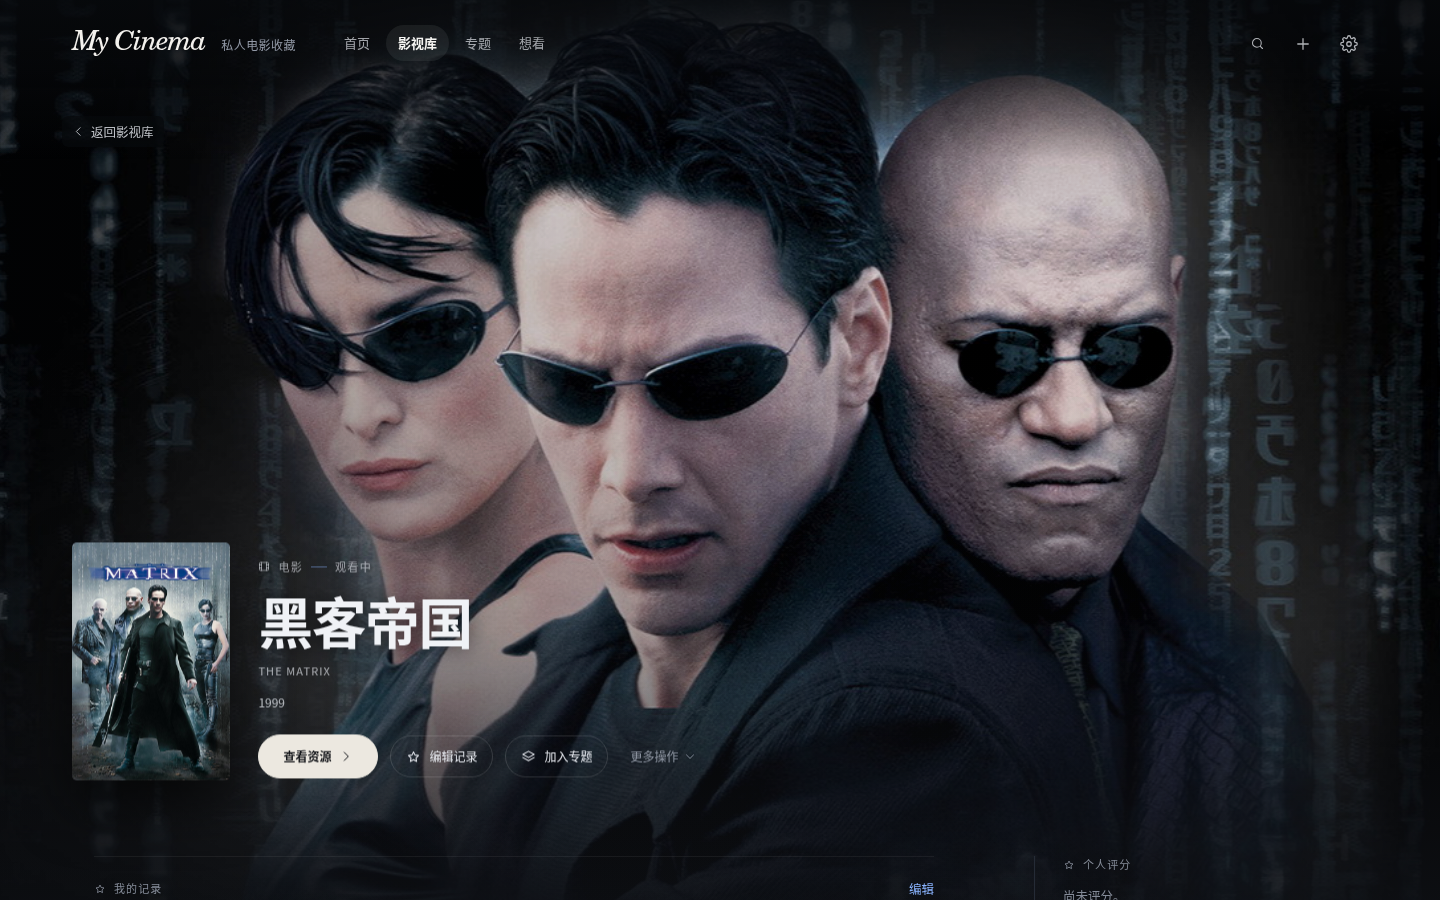 My Cinema 私人电影收藏 首页 影视库 专题 想看
返回影视库
MATRIX
电影 — 观看中
黑客帝国
THE MATRIX
1999
查看资源 编辑记录 加入专题 更多操作
个人评分
我的记录 编辑
尚未评分。